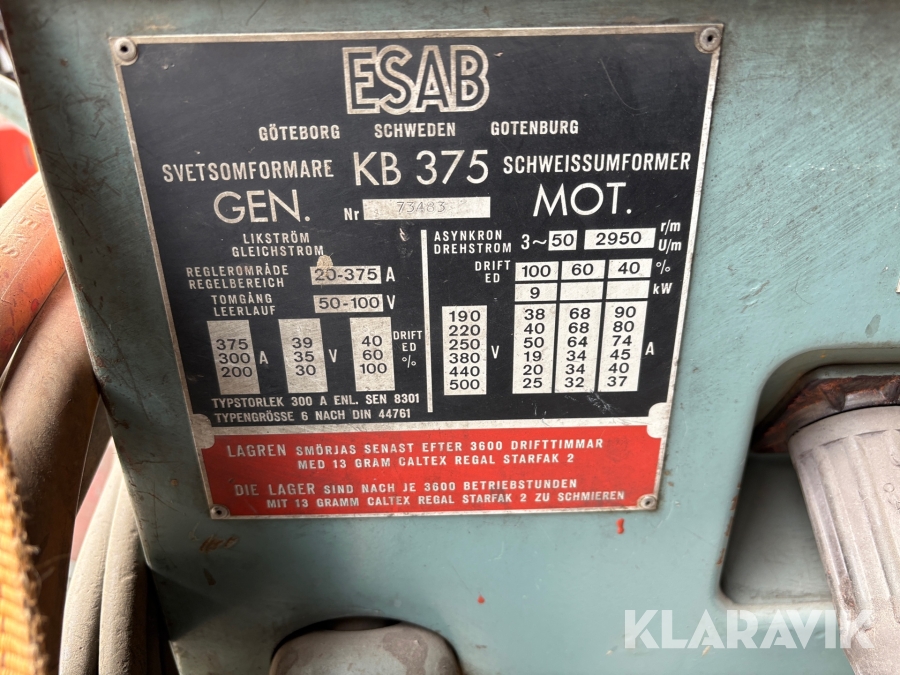 ESAB
GÖTEBORG SCHWEDEN GOTENBURG
SVETSOMFORMARE KB 375 SCHWEISSUMFORMER
GEN. Nr 73483 MOT.
LIKSTRÖM
GLEICHSTROM
REGLEROMRÅDE
REGELBEREICH 20-375 A
TOMGÅNG
LEERLAUF 50-100 V
375 39 40 DRIFT
300 A 35 V 60 ED
200 30 100 %
TYPSTORLEK 300 A ENL. SEN 8301
TYPENGRÖSSE 6 NACH DIN 44761
ASYNKRON
DREHSTROM 3~ 50 2950 r/m
U/m
DRIFT
ED 100 60 40 %
9 kW
190 38 68 90
220 40 68 80
250 50 64 74
380 V 19 34 45 A
440 20 34 40
500 25 32 37
LAGREN SMÖRJAS SENAST EFTER 3600 DRIFTTIMMAR
MED 13 GRAM CALTEX REGAL STARFAK 2
DIE LAGER SIND NACH JE 3600 BETRIEBSTUNDEN
MIT 13 GRAMM CALTEX REGAL STARFAK 2 ZU SCHMIEREN
KLARAVIK